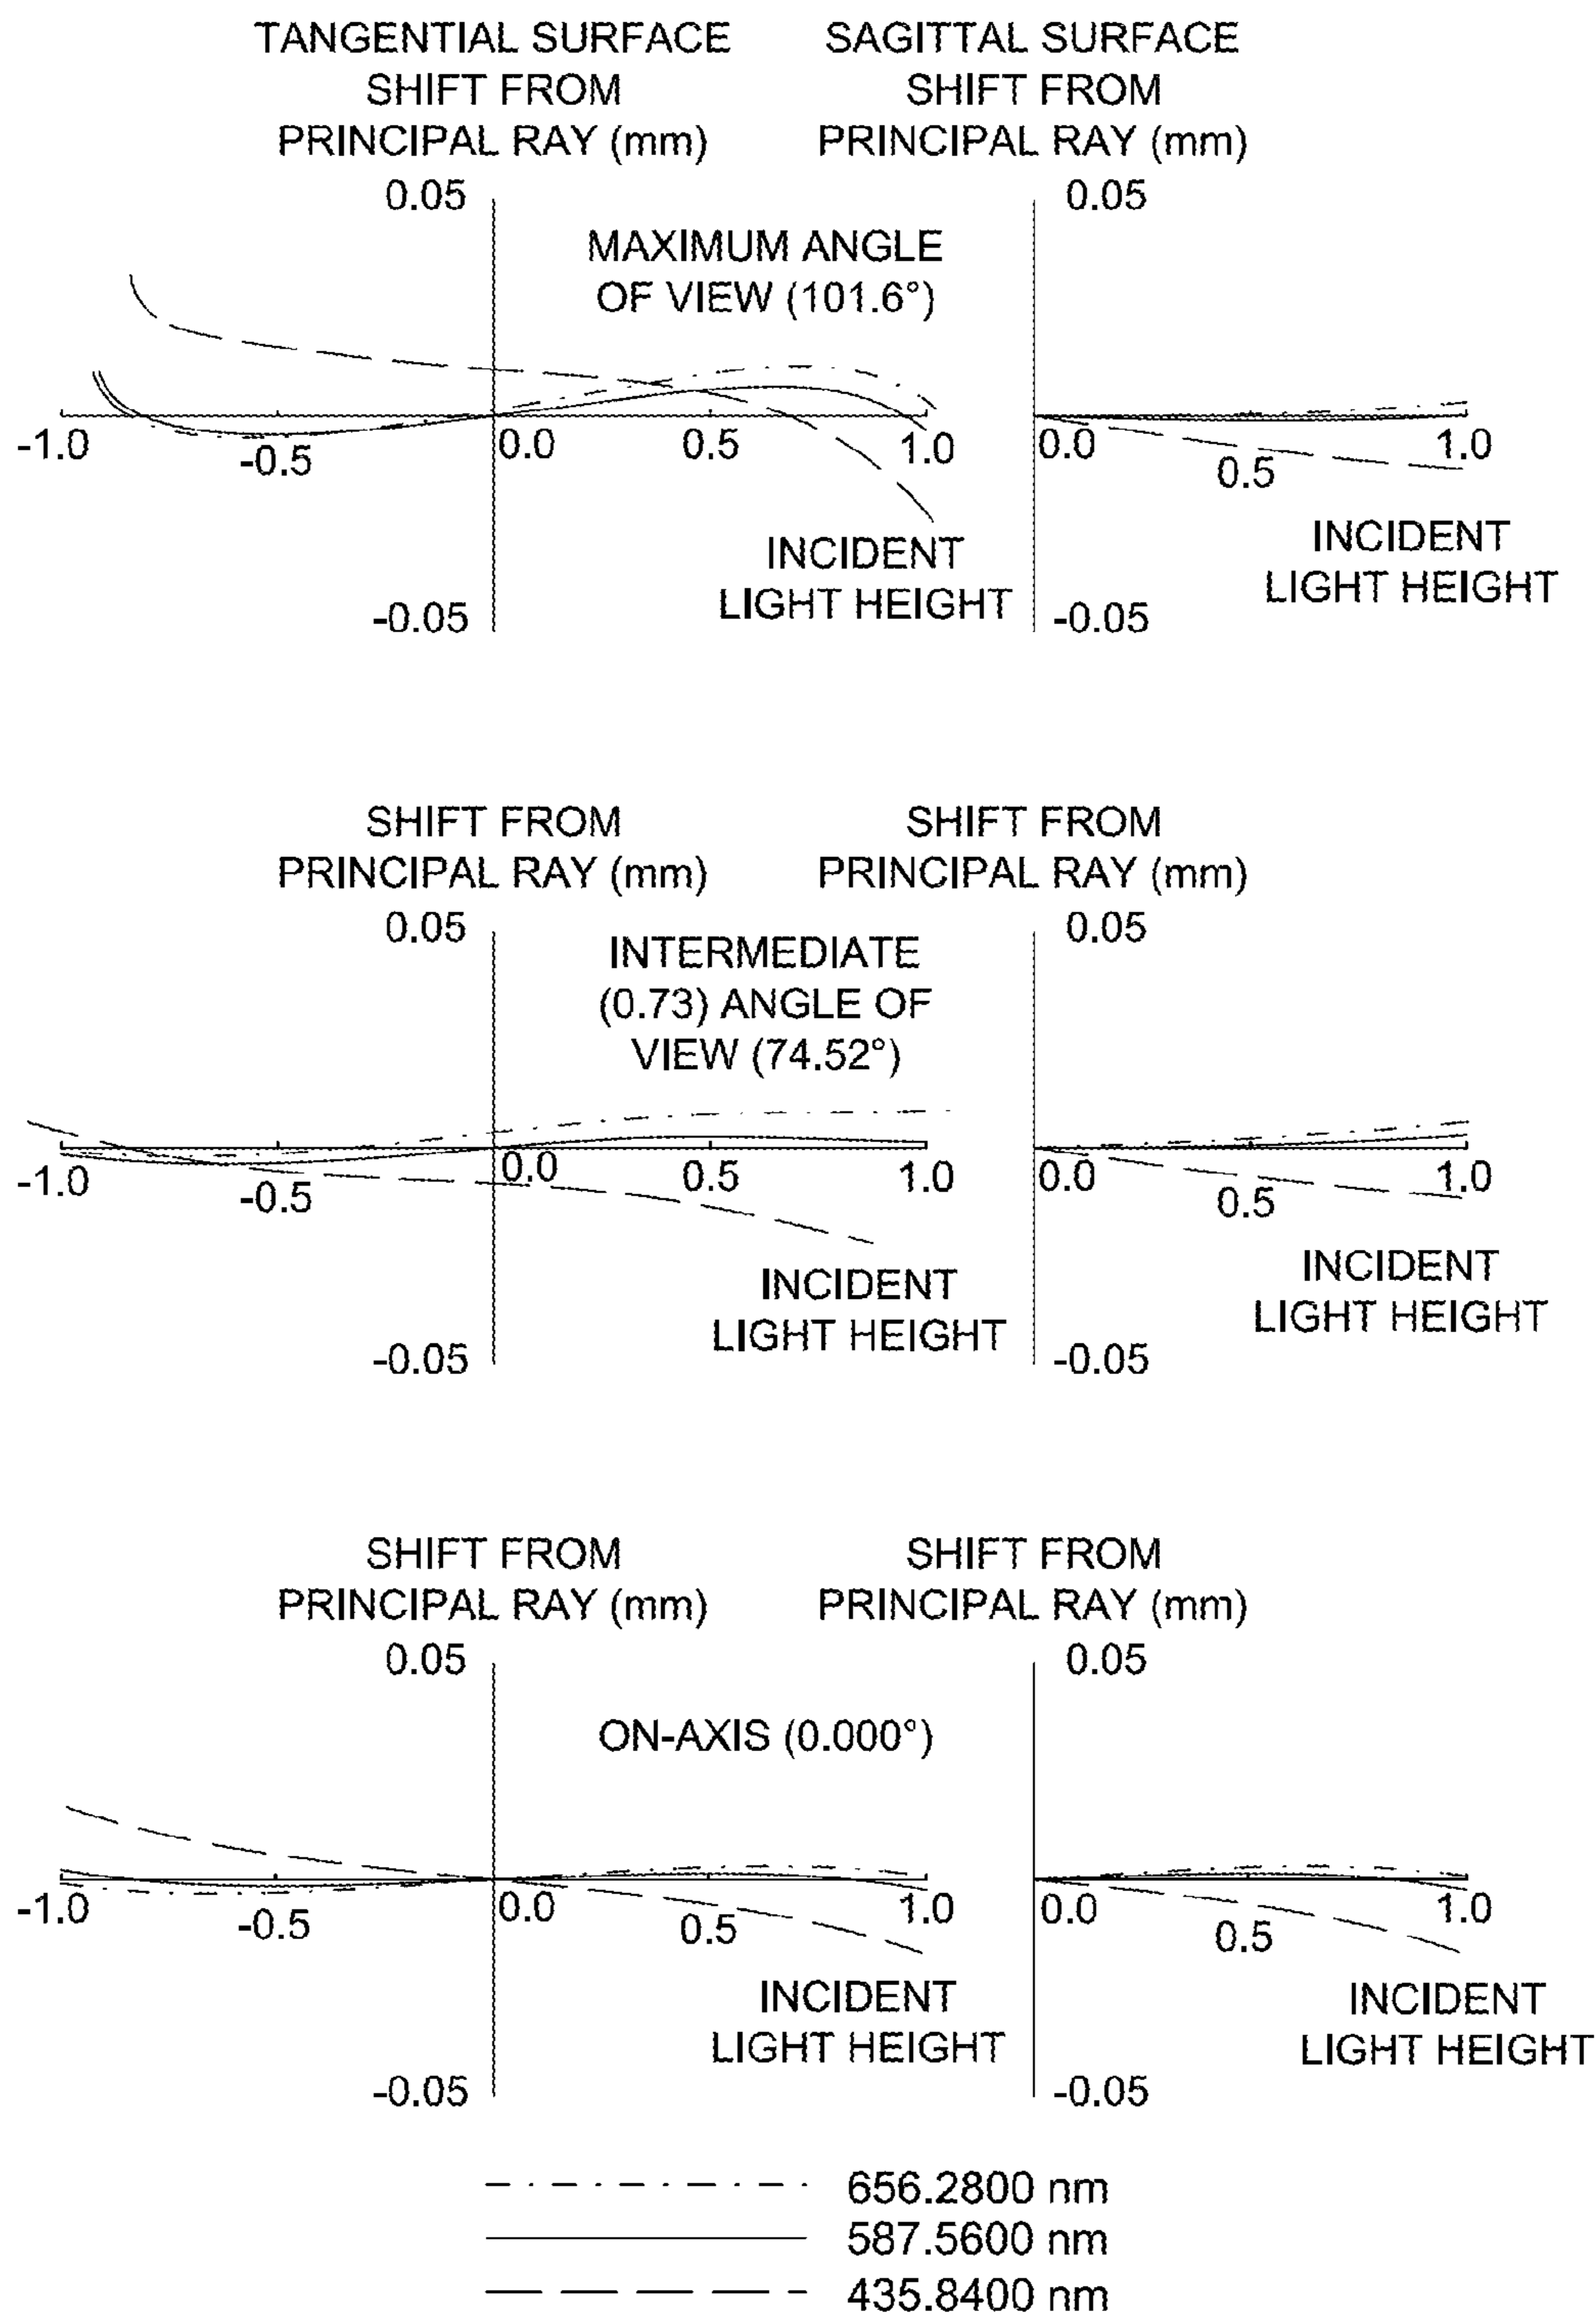 TANGENTIAL SURFACE
SHIFT FROM
PRINCIPAL RAY (mm)
SAGITTAL SURFACE
SHIFT FROM
PRINCIPAL RAY (mm)
0.05
0.05
MAXIMUM ANGLE
OF VIEW (101.6°)
-1.0
-0.5
0.0
0.5
1.0
0.0
0.5
1.0
INCIDENT
LIGHT HEIGHT
INCIDENT
LIGHT HEIGHT
-0.05
-0.05
SHIFT FROM
PRINCIPAL RAY (mm)
SHIFT FROM
PRINCIPAL RAY (mm)
0.05
0.05
INTERMEDIATE
(0.73) ANGLE OF
VIEW (74.52°)
-1.0
-0.5
0.0
0.5
1.0
0.0
0.5
1.0
INCIDENT
LIGHT HEIGHT
INCIDENT
LIGHT HEIGHT
-0.05
-0.05
SHIFT FROM
PRINCIPAL RAY (mm)
SHIFT FROM
PRINCIPAL RAY (mm)
0.05
0.05
ON-AXIS (0.000°)
-1.0
-0.5
0.0
0.5
1.0
0.0
0.5
1.0
INCIDENT
LIGHT HEIGHT
INCIDENT
LIGHT HEIGHT
-0.05
-0.05
656.2800 nm
587.5600 nm
435.8400 nm